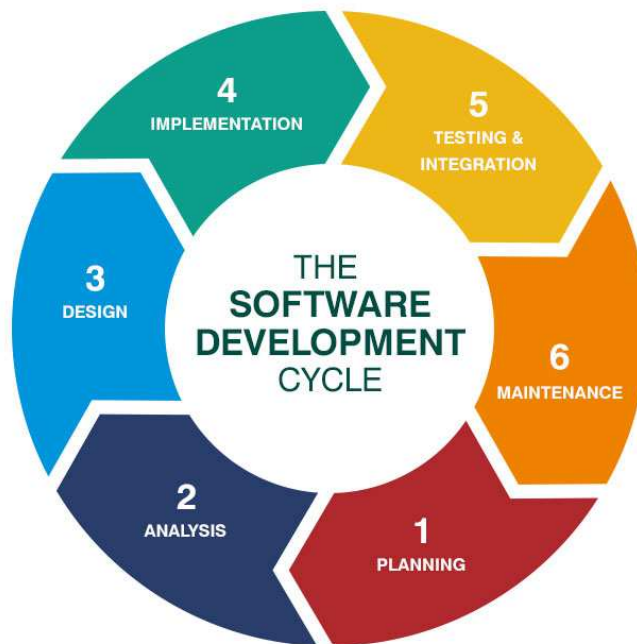 THE
SOFTWARE
DEVELOPMENT
CYCLE
1
PLANNING
2
ANALYSIS
3
DESIGN
4
IMPLEMENTATION
5
TESTING &
INTEGRATION
6
MAINTENANCE